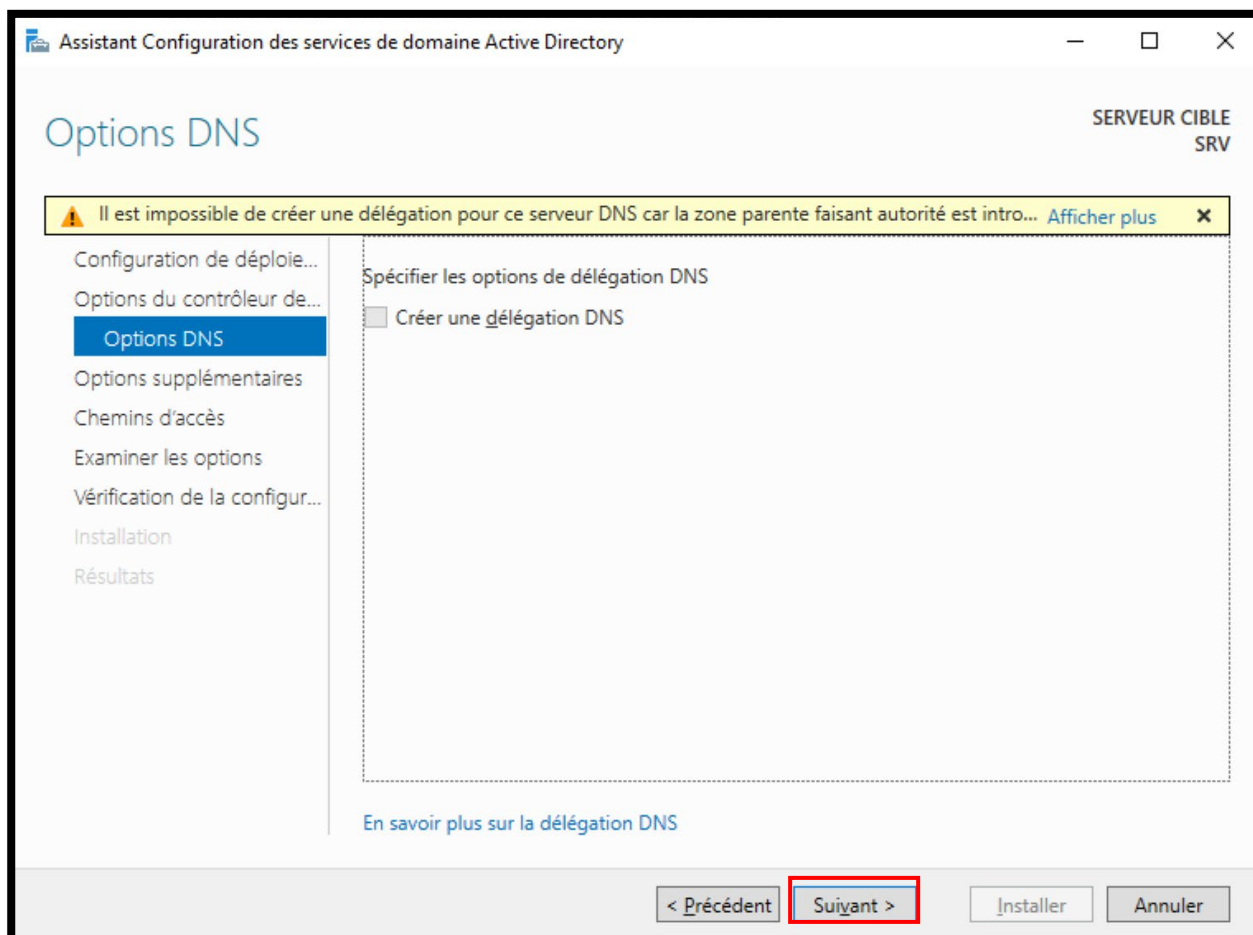 Assistant Configuration des services de domaine Active Directory
Options DNS
SERVEUR CIBLE
SRV
Il est impossible de créer une délégation pour ce serveur DNS car la zone parente faisant autorité est intro... Afficher plus
Configuration de déploie...
Options du contrôleur de...
Options DNS
Options supplémentaires
Chemins d'accès
Examiner les options
Vérification de la configur...
Installation
Résultats
Spécifier les options de délégation DNS
Créer une délégation DNS
En savoir plus sur la délégation DNS
< Précédent
Suivant >
Installer
Annuler